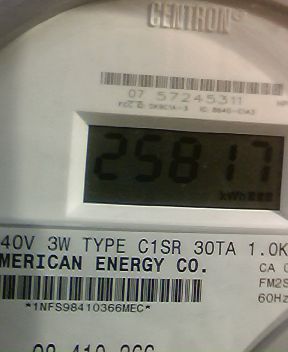 CENTRON®
07 57245311
25817
kWh
40V 3W TYPE C1SR 30TA 1.0K
MERICAN ENERGY CO.
CA 0
FM2S
60Hz
*1NFS98410366MEC*